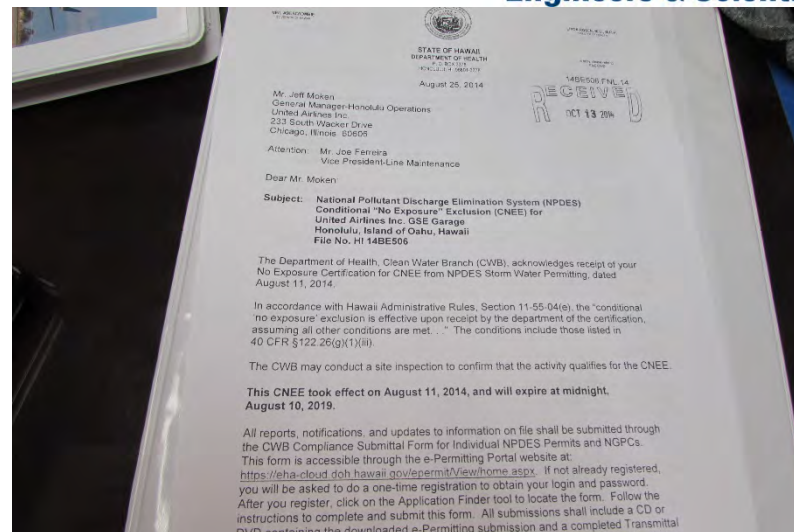 STATE OF HAWAII
DEPARTMENT OF HEALTH
August 25, 2014
14BE506.FNL.14
RECEIVED
OCT 13 2014
Mr. Jeff Moken
General Manager-Honolulu Operations
United Airlines Inc.
233 South Wacker Drive
Chicago, Illinois 60606
Attention: Mr. Joe Ferreira
Vice President-Line Maintenance
Dear Mr. Moken
Subject: National Pollutant Discharge Elimination System (NPDES)
Conditional "No Exposure" Exclusion (CNEE) for
United Airlines Inc. GSE Garage
Honolulu, Island of Oahu, Hawaii
File No. HI 14BE506
The Department of Health, Clean Water Branch (CWB), acknowledges receipt of your
No Exposure Certification for CNEE from NPDES Storm Water Permitting, dated
August 11, 2014.
In accordance with Hawaii Administrative Rules, Section 11-55-04(e), the "conditional
'no exposure' exclusion is effective upon receipt by the department of the certification,
assuming all other conditions are met. . ." The conditions include those listed in
40 CFR §122.26(g)(1)(iii).
The CWB may conduct a site inspection to confirm that the activity qualifies for the CNEE.
This CNEE took effect on August 11, 2014, and will expire at midnight,
August 10, 2019.
All reports, notifications, and updates to information on file shall be submitted through
the CWB Compliance Submittal Form for Individual NPDES Permits and NGPCs.
This form is accessible through the e-Permitting Portal website at:
https://eha-cloud.doh.hawaii.gov/epermit/View/home.aspx. If not already registered,
you will be asked to do a one-time registration to obtain your login and password.
After you register, click on the Application Finder tool to locate the form. Follow the
instructions to complete and submit this form. All submissions shall include a CD or
DVD containing the downloaded e-Permitting submission and a completed Transmittal